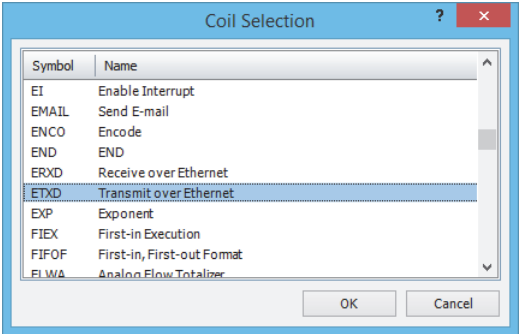 Coil Selection
? ×
Symbol Name
EI Enable Interrupt
EMAIL Send E-mail
ENCO Encode
END END
ERXD Receive over Ethernet
ETXD Transmit over Ethernet
EXP Exponent
FIEX First-in Execution
FIFOF First-in, First-out Format
FLWA Analog Flow Totalizer
OK Cancel